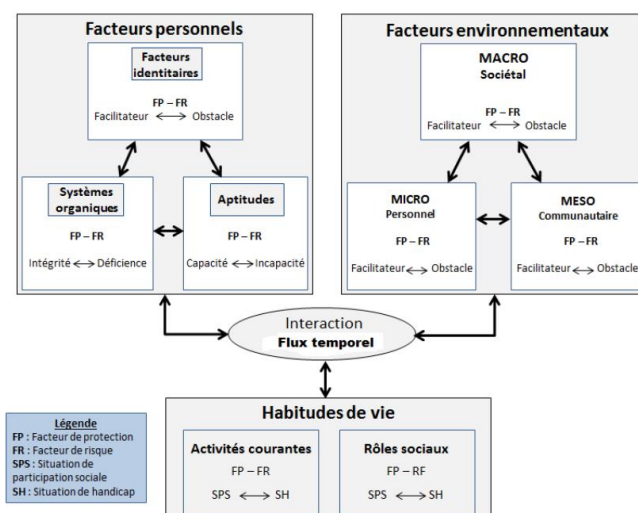 Facteurs personnels
Facteurs
identitaires
FP – FR
Facilitateur
Obstacle
Systèmes
organiques
FP – FR
Intégrité
Déficience
Aptitudes
FP – FR
Capacité
Incapacité
Facteurs environnementaux
MACRO
Sociétal
FP – FR
Facilitateur
Obstacle
MICRO
Personnel
FP – FR
Facilitateur
Obstacle
MESO
Communautaire
FP – FR
Facilitateur
Obstacle
Interaction
Flux temporel
Habitudes de vie
Activités courantes
FP – FR
SPS
SH
Rôles sociaux
FP – RF
SPS
SH
Légende
FP : Facteur de protection
FR : Facteur de risque
SPS : Situation de
participation sociale
SH : Situation de handicap